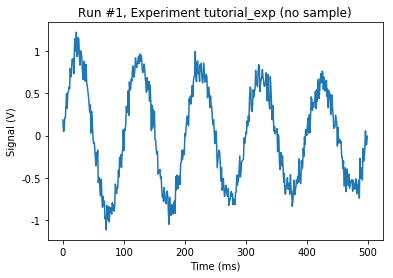 Run #1, Experiment tutorial_exp (no sample)
Signal (V)
1
0.5
0
-0.5
-1
0 100 200 300 400 500
Time (ms)